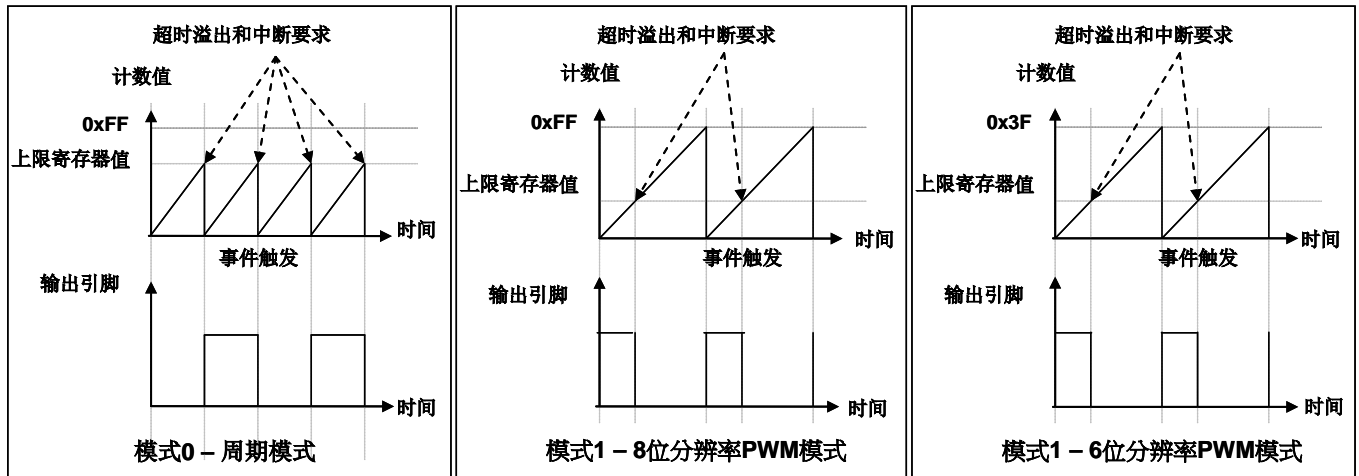 超时溢出和中断要求
计数值
0xFF
上限寄存器值
时间
事件触发
输出引脚
时间
模式0 – 周期模式
超时溢出和中断要求
计数值
0xFF
上限寄存器值
时间
事件触发
输出引脚
时间
模式1 – 8位分辨率PWM模式
超时溢出和中断要求
计数值
0x3F
上限寄存器值
时间
事件触发
输出引脚
时间
模式1 – 6位分辨率PWM模式